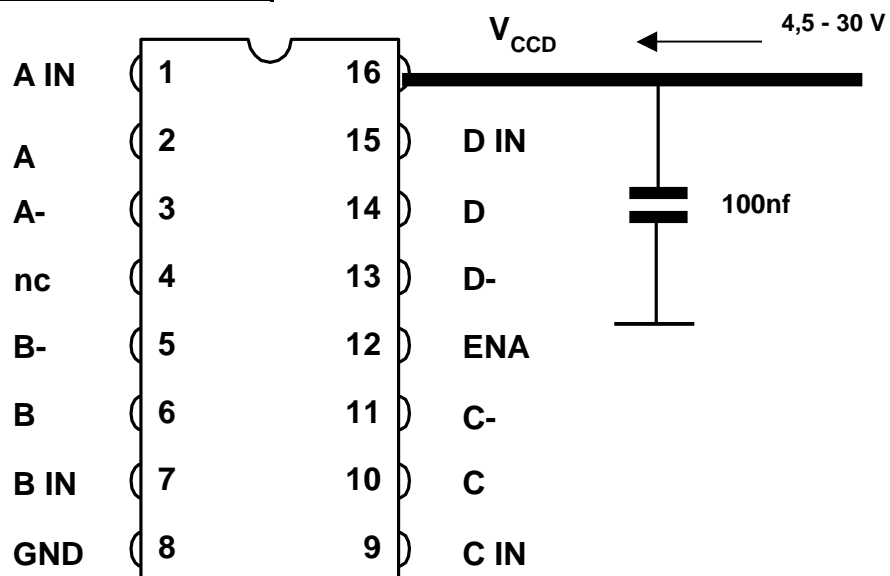 V CCD 4,5 - 30 V
A IN 1 16
A 2 15 D IN
A- 3 14 D
100nf
nc 4 13 D-
B- 5 12 ENA
B 6 11 C-
B IN 7 10 C
GND 8 9 C IN